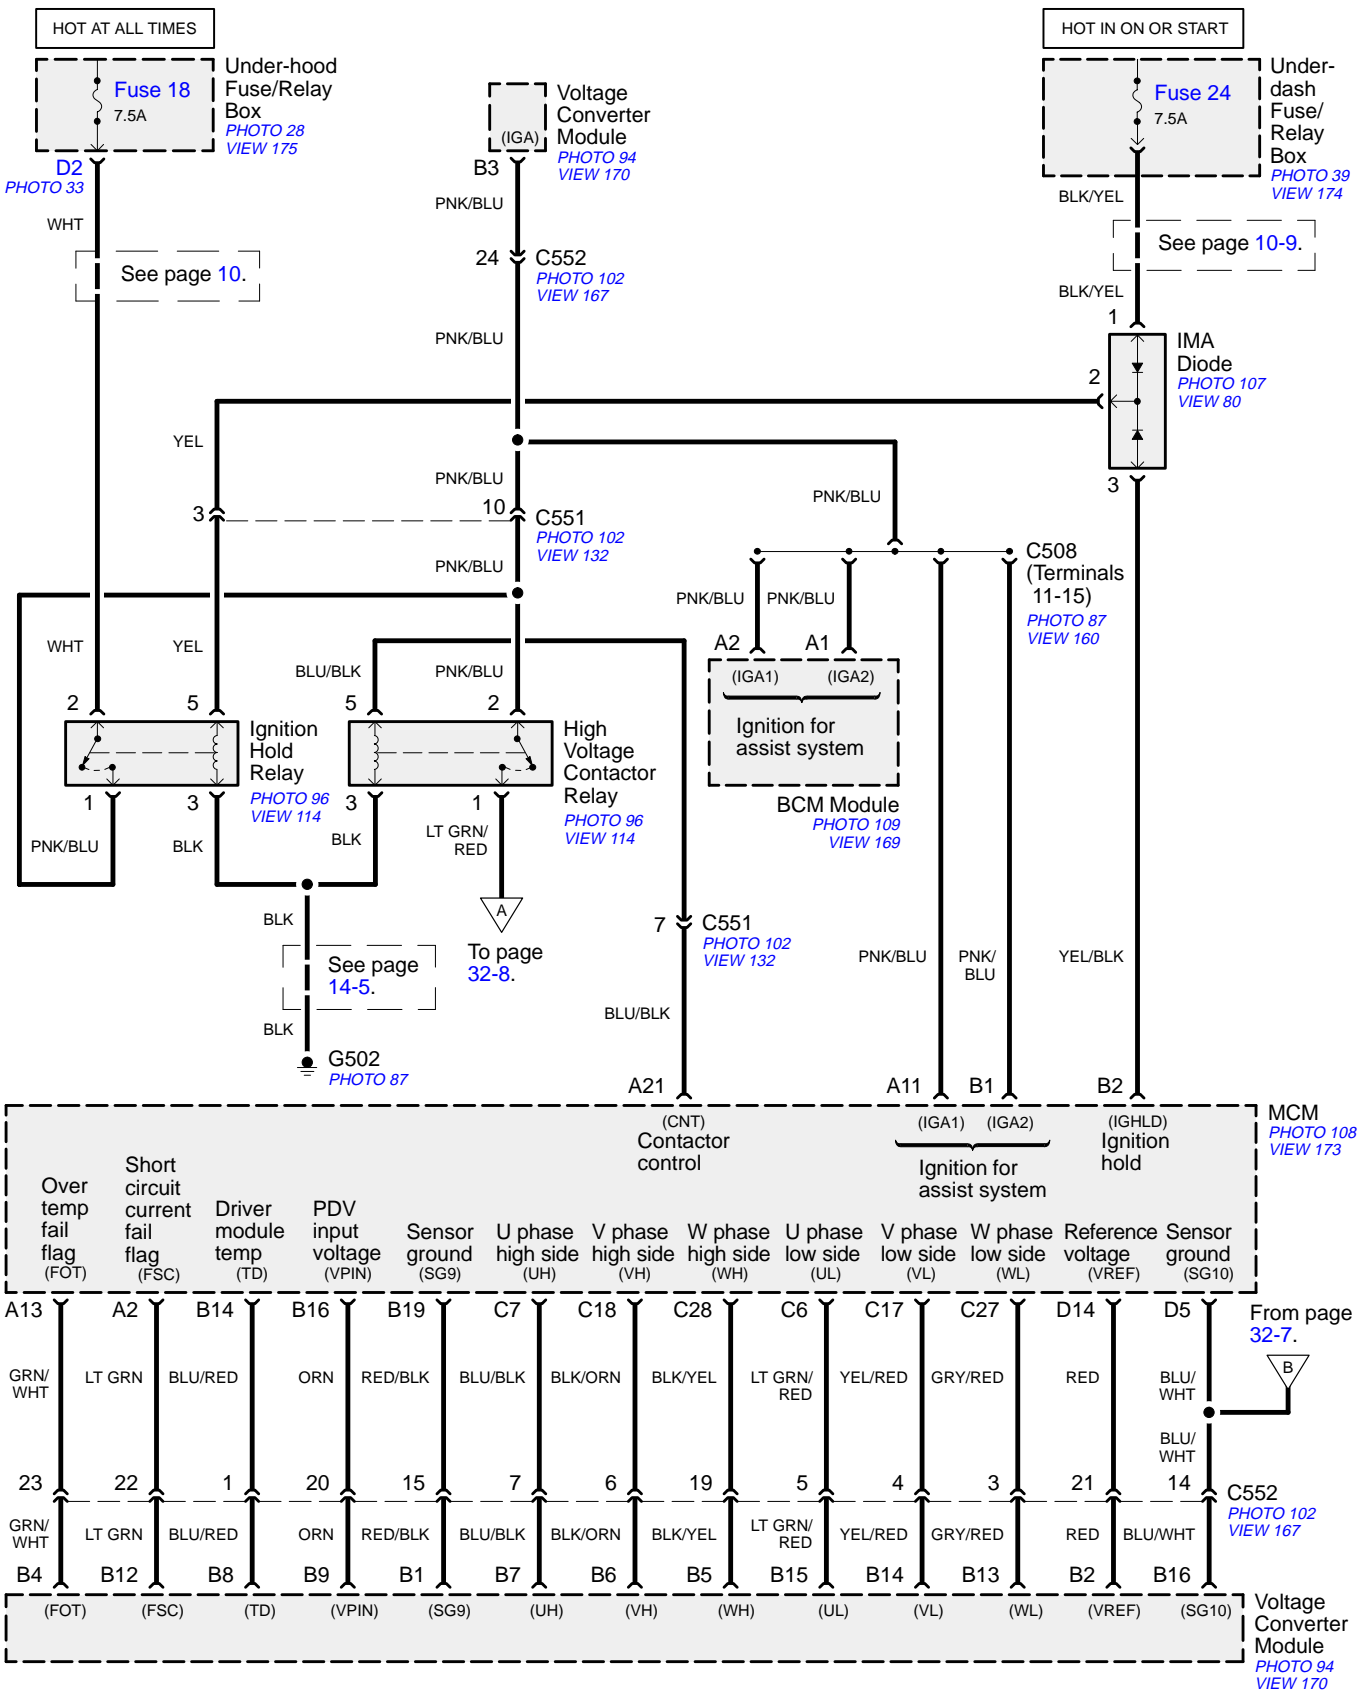 HOT AT ALL TIMES
HOT IN ON OR START
Fuse 18
7.5A
Under-hood
Fuse/Relay
Box
PHOTO 28
VIEW 175
D2
PHOTO 33
WHT
See page 10.
(IGA)
Voltage
Converter
Module
PHOTO 94
VIEW 170
B3
PNK/BLU
24
C552
PHOTO 102
VIEW 167
PNK/BLU
Fuse 24
7.5A
Under-
dash
Fuse/
Relay
Box
PHOTO 39
VIEW 174
BLK/YEL
See page 10-9.
BLK/YEL
1
IMA
Diode
PHOTO 107
VIEW 80
2
3
YEL
PNK/BLU
PNK/BLU
3
10
C551
PHOTO 102
VIEW 132
PNK/BLU
C508
(Terminals
11-15)
PHOTO 87
VIEW 160
PNK/BLU
PNK/BLU
A2
A1
(IGA1)
(IGA2)
Ignition for
assist system
BCM Module
PHOTO 109
VIEW 169
WHT
YEL
BLU/BLK
PNK/BLU
2
5
5
2
Ignition
Hold
Relay
PHOTO 96
VIEW 114
High
Voltage
Contactor
Relay
PHOTO 96
VIEW 114
1
3
3
1
PNK/BLU
BLK
BLK
LT GRN/
RED
A
To page
32-8.
BLK
See page
14-5.
BLK
G502
PHOTO 87
7
C551
PHOTO 102
VIEW 132
BLU/BLK
PNK/BLU
PNK/
BLU
YEL/BLK
A21
A11
B1
B2
(CNT)
Contactor
control
(IGA1)
(IGA2)
Ignition for
assist system
(IGHLD)
Ignition
hold
MCM
PHOTO 108
VIEW 173
Over
temp
fail
flag
(FOT)
Short
circuit
current
fail
flag
(FSC)
Driver
module
temp
(TD)
PDV
input
voltage
(VPIN)
Sensor
ground
(SG9)
U phase
high side
(UH)
V phase
high side
(VH)
W phase
high side
(WH)
U phase
low side
(UL)
V phase
low side
(VL)
W phase
low side
(WL)
Reference
voltage
(VREF)
Sensor
ground
(SG10)
A13
A2
B14
B16
B19
C7
C18
C28
C6
C17
C27
D14
D5
From page
32-7.
B
GRN/
WHT
LT GRN
BLU/RED
ORN
RED/BLK
BLU/BLK
BLK/ORN
BLK/YEL
LT GRN/
RED
YEL/RED
GRY/RED
RED
BLU/
WHT
BLU/
WHT
23
22
1
20
15
7
6
19
5
4
3
21
14
C552
PHOTO 102
VIEW 167
GRN/
WHT
LT GRN
BLU/RED
ORN
RED/BLK
BLU/BLK
BLK/ORN
BLK/YEL
LT GRN/
RED
YEL/RED
GRY/RED
RED
BLU/WHT
B4
B12
B8
B9
B1
B7
B6
B5
B15
B14
B13
B2
B16
(FOT)
(FSC)
(TD)
(VPIN)
(SG9)
(UH)
(VH)
(WH)
(UL)
(VL)
(WL)
(VREF)
(SG10)
Voltage
Converter
Module
PHOTO 94
VIEW 170